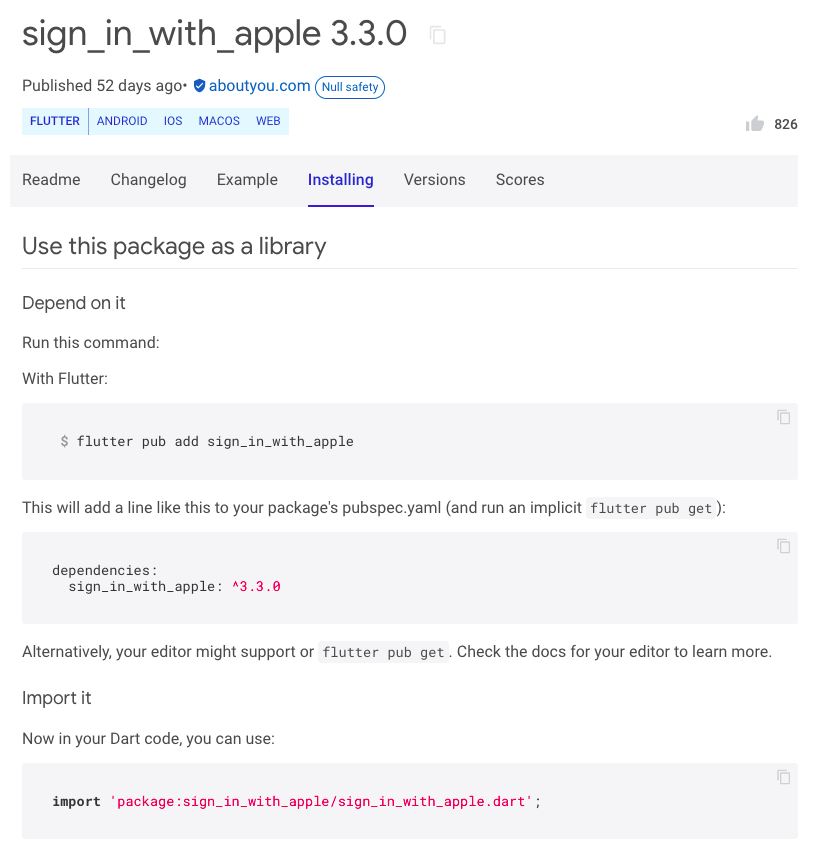 sign_in_with_apple 3.3.0
Published 52 days ago• aboutyou.com Null safety
FLUTTER ANDROID IOS MACOS WEB
826
Readme Changelog Example Installing Versions Scores
Use this package as a library
Depend on it
Run this command:
With Flutter:
$ flutter pub add sign_in_with_apple
This will add a line like this to your package's pubspec.yaml (and run an implicit flutter pub get):
dependencies:
  sign_in_with_apple: ^3.3.0
Alternatively, your editor might support or flutter pub get. Check the docs for your editor to learn more.
Import it
Now in your Dart code, you can use:
import 'package:sign_in_with_apple/sign_in_with_apple.dart';